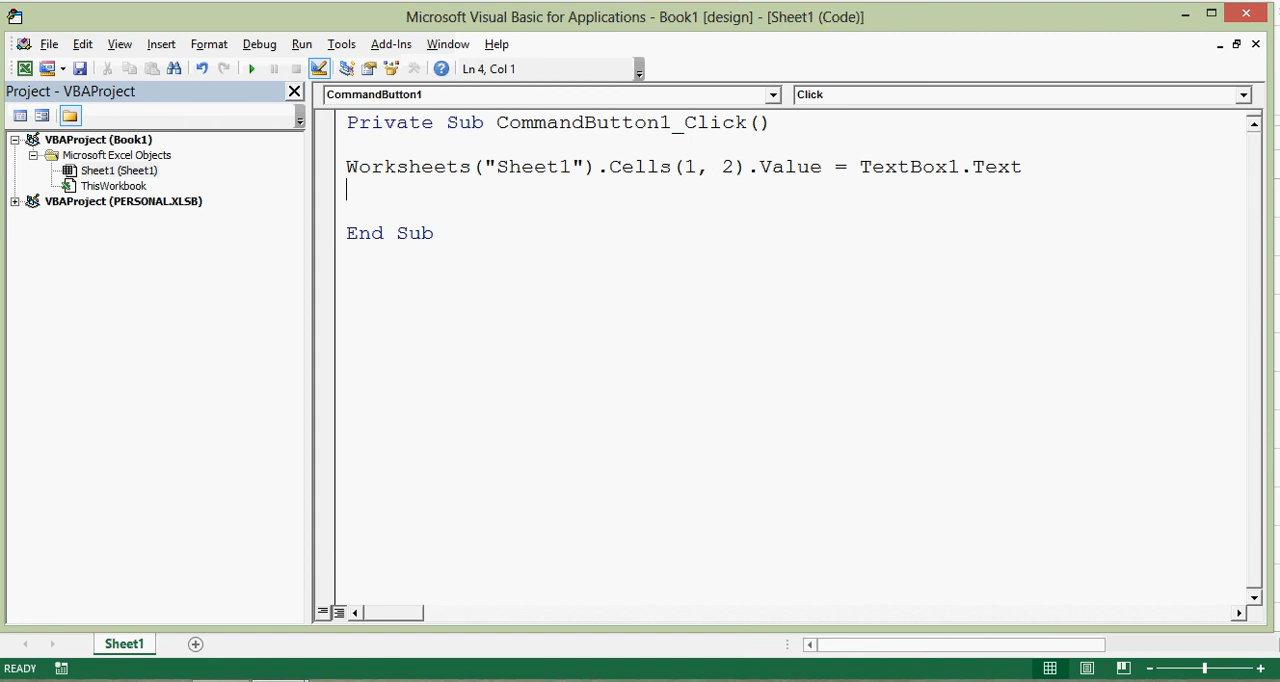 Microsoft Visual Basic for Applications - Book1 [design] - [Sheet1 (Code)]
File Edit View Insert Format Debug Run Tools Add-Ins Window Help
Ln 4, Col 1
Project - VBAProject
CommandButton1
Click
VBAProject (Book1)
Microsoft Excel Objects
Sheet1 (Sheet1)
ThisWorkbook
VBAProject (PERSONAL.XLSB)
Private Sub CommandButton1_Click()
Worksheets("Sheet1").Cells(1, 2).Value = TextBox1.Text
End Sub
Sheet1
READY